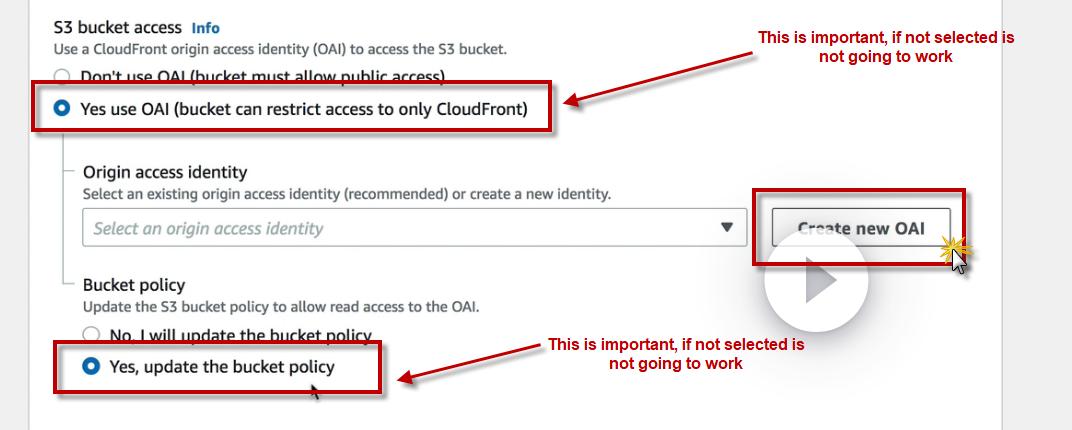 S3 bucket access Info
This is important, if not selected is
not going to work
Use a CloudFront origin access identity (OAI) to access the S3 bucket.
Don't use OAI (bucket must allow public access)
Yes use OAI (bucket can restrict access to only CloudFront)
Origin access identity
Select an existing origin access identity (recommended) or create a new identity.
Select an origin access identity
Create new OAI
Bucket policy
Update the S3 bucket policy to allow read access to the OAI.
No, I will update the bucket policy
Yes, update the bucket policy
This is important, if not selected is
not going to work